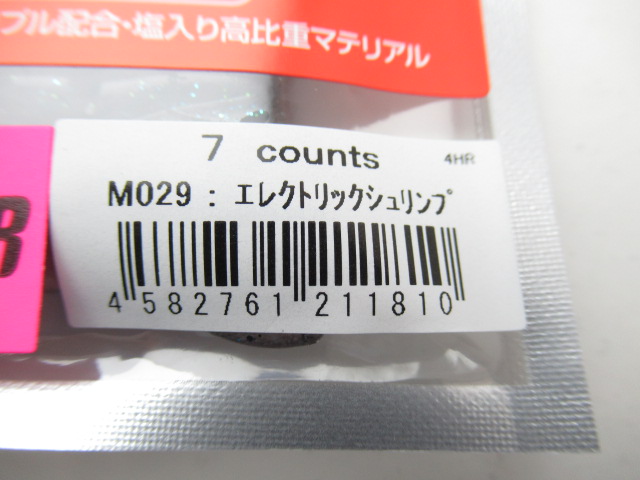 ブル配合・塩入り高比重マテリアル
7 counts 4HR
M029 : ｴﾚｸﾄﾘｯｸｼｭﾘﾝﾌﾟ
4 582761 211810